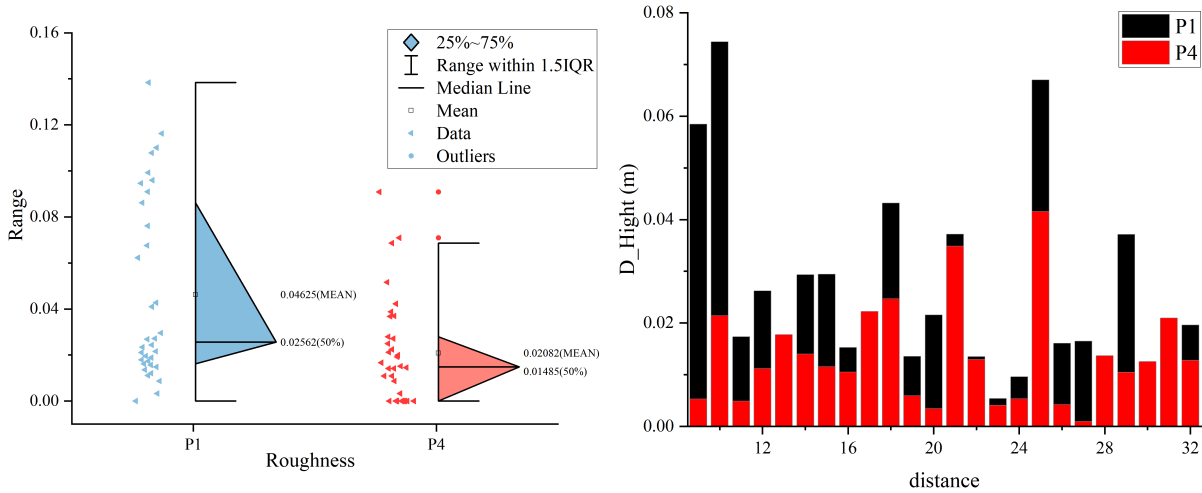 0.16
0.12
0.08
0.04
0.00
Range
P1
P4
Roughness
25%~75%
Range within 1.5IQR
Median Line
Mean
Data
Outliers
0.04625(MEAN)
0.02562(50%)
0.02082(MEAN)
0.01485(50%)
0.08
0.06
0.04
0.02
0.00
D_Hight (m)
P1
P4
12 16 20 24 28 32
distance